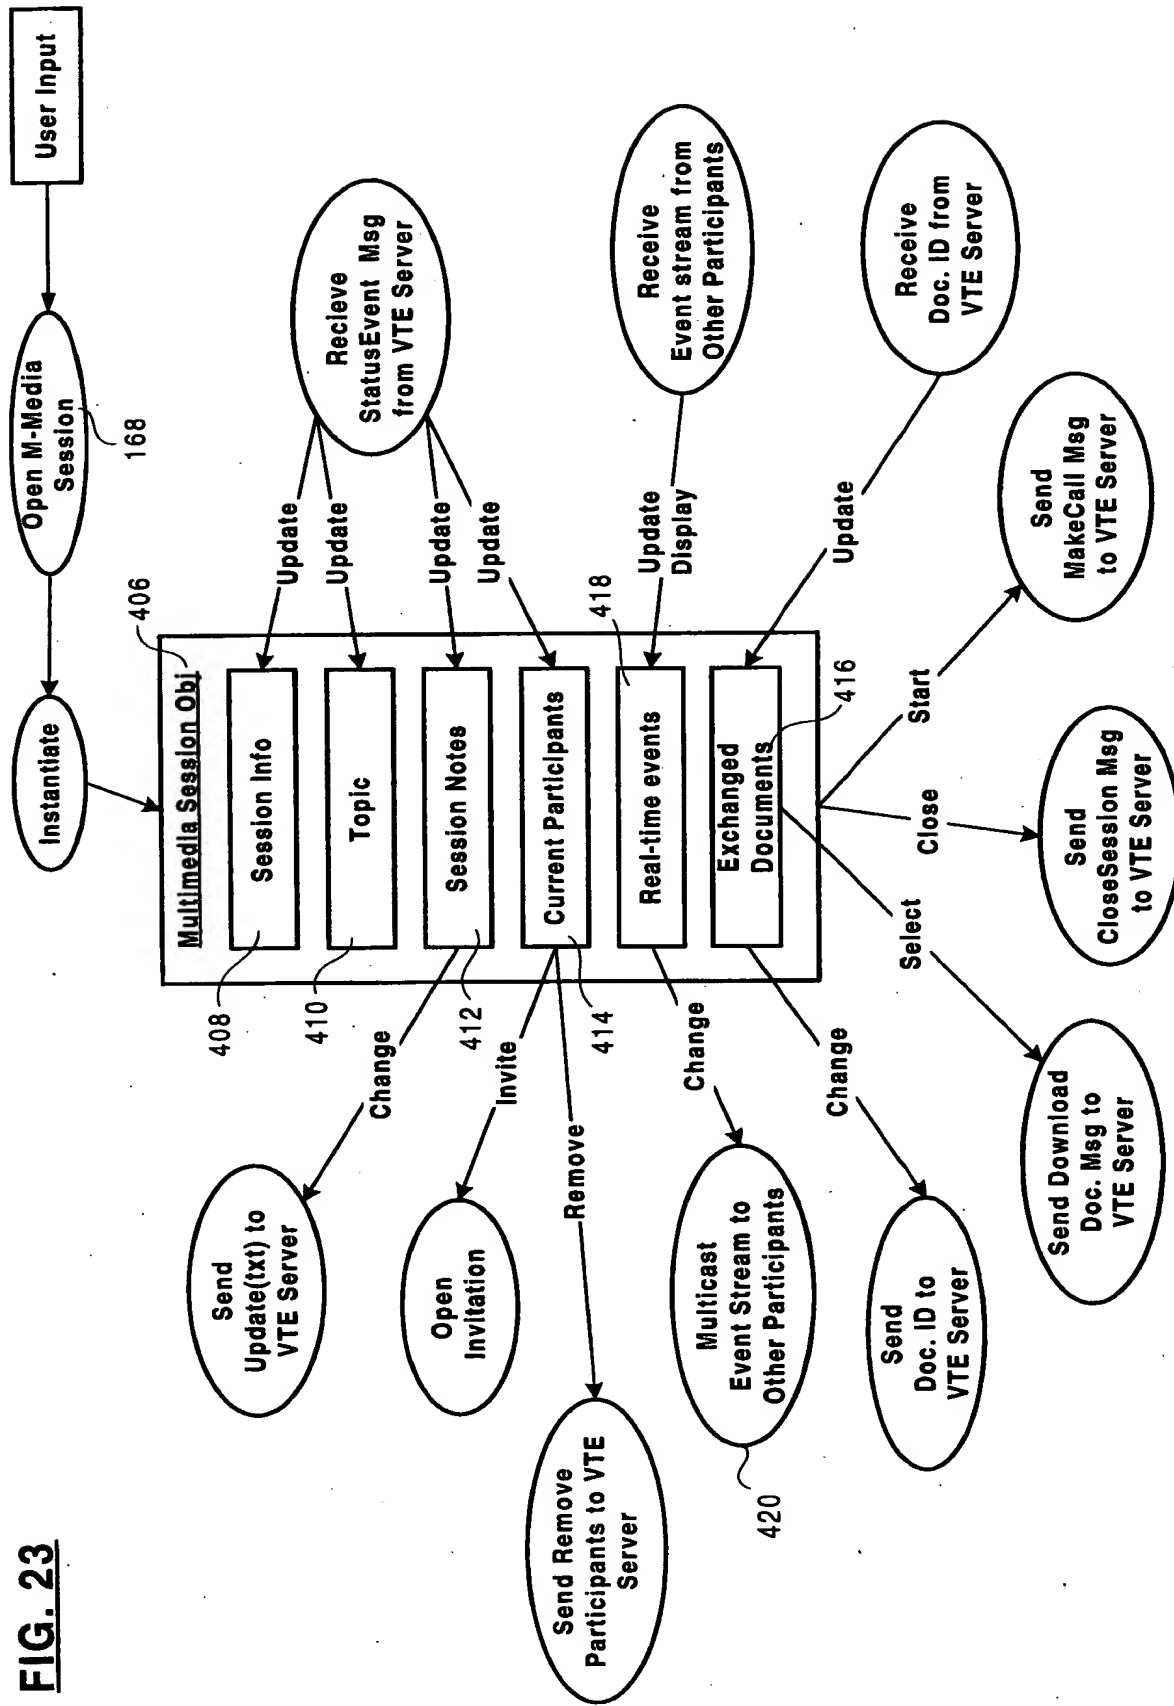 FIG. 23
User Input
Open M-Media
Session
168
Instantiate
Multimedia Session Obj
406
Session Info
408
Topic
410
Session Notes
412
Current Participants
414
Real-time events
418
Exchanged
Documents
416
Update
Update
Update
Update
Recieve
StatusEvent Msg
from VTE Server
Update
Display
Receive
Event stream from
Other Participants
Update
Receive
Doc. ID from
VTE Server
Change
Send
Update(txt) to
VTE Server
Invite
Open
Invitation
Remove
Send Remove
Participants to VTE
Server
Change
Multicast
Event Stream to
Other Participants
420
Change
Send
Doc. ID to
VTE Server
Select
Send Download
Doc. Msg to
VTE Server
Close
Send
CloseSession Msg
to VTE Server
Start
Send
MakeCall Msg
to VTE Server